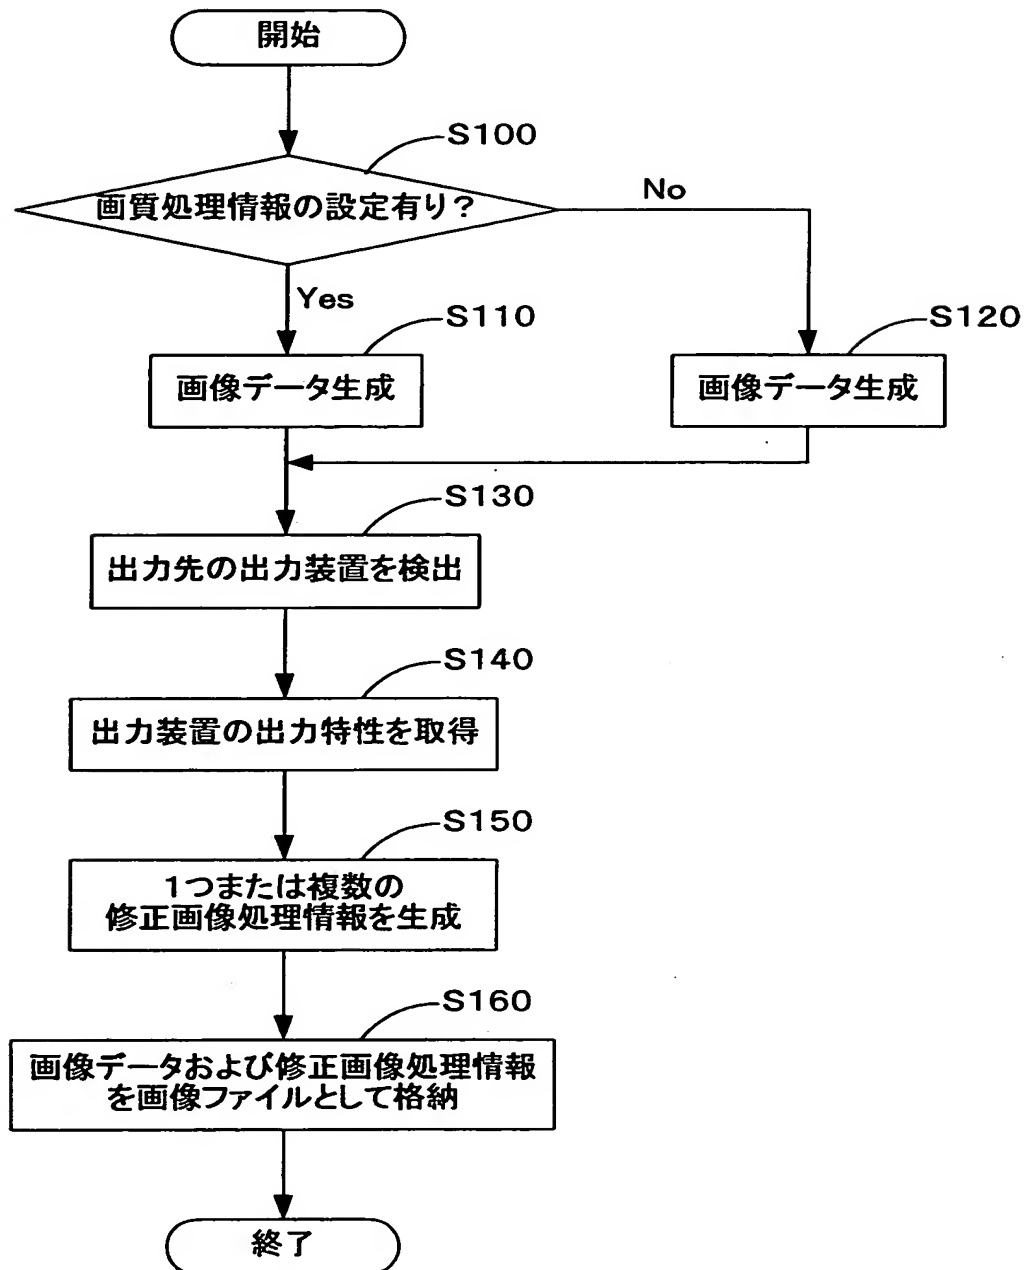 開始
S100
画質処理情報の設定有り?
No
Yes
S110
S120
画像データ生成
画像データ生成
S130
出力先の出力装置を検出
S140
出力装置の出力特性を取得
S150
1つまたは複数の
修正画像処理情報を生成
S160
画像データおよび修正画像処理情報
を画像ファイルとして格納
終了